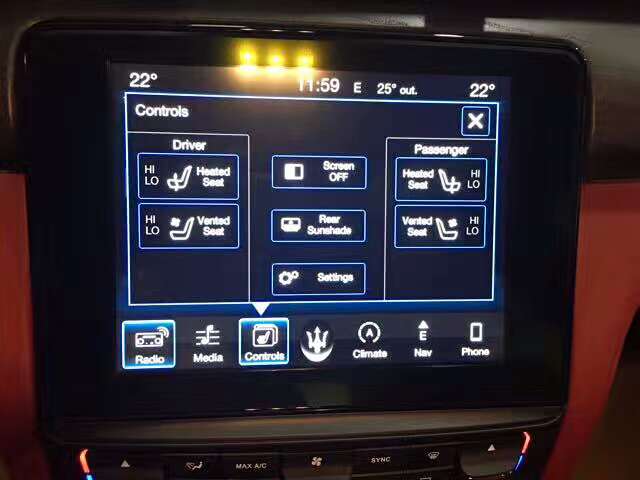 22° 11:59 E 25° out. 22°
Controls
Driver
Passenger
HI
LO
Heated
Seat
Screen
OFF
Heated
Seat
HI
LO
HI
LO
Vented
Seat
Rear
Sunshade
Vented
Seat
HI
LO
Settings
A
E
Radio
Media
Controls
Climate
Nav
Phone
MAX A/C
SYNC